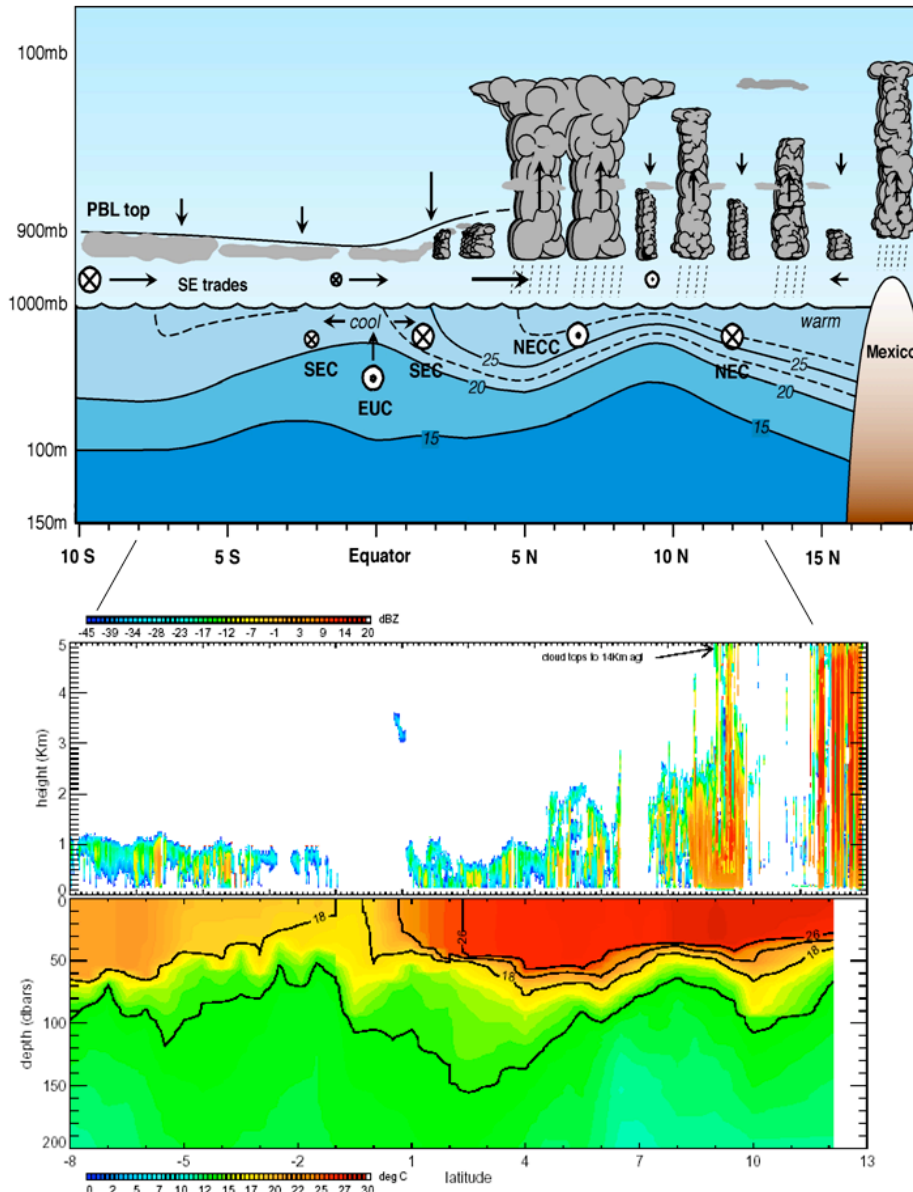 100mb
PBL top
900mb
SE trades
1000mb
cool
warm
25
NECC
Mexico
SEC
SEC
20
NEC
25
EUC
20
15
15
100m
150m
10 S 5 S Equator 5 N 10 N 15 N
dBZ
-45 -39 -34 -28 -23 -17 -12 -7 -1 3 9 14 20
cloud tops to 14Km agl
5
4
3
2
1
0
height (Km)
0
50
100
150
200
depth (dbars)
18
26
26
18
18
-8 -5 -2 1 4 7 10 13
latitude
0 2 5 7 10 12 15 17 20 22 25 27 30
deg C